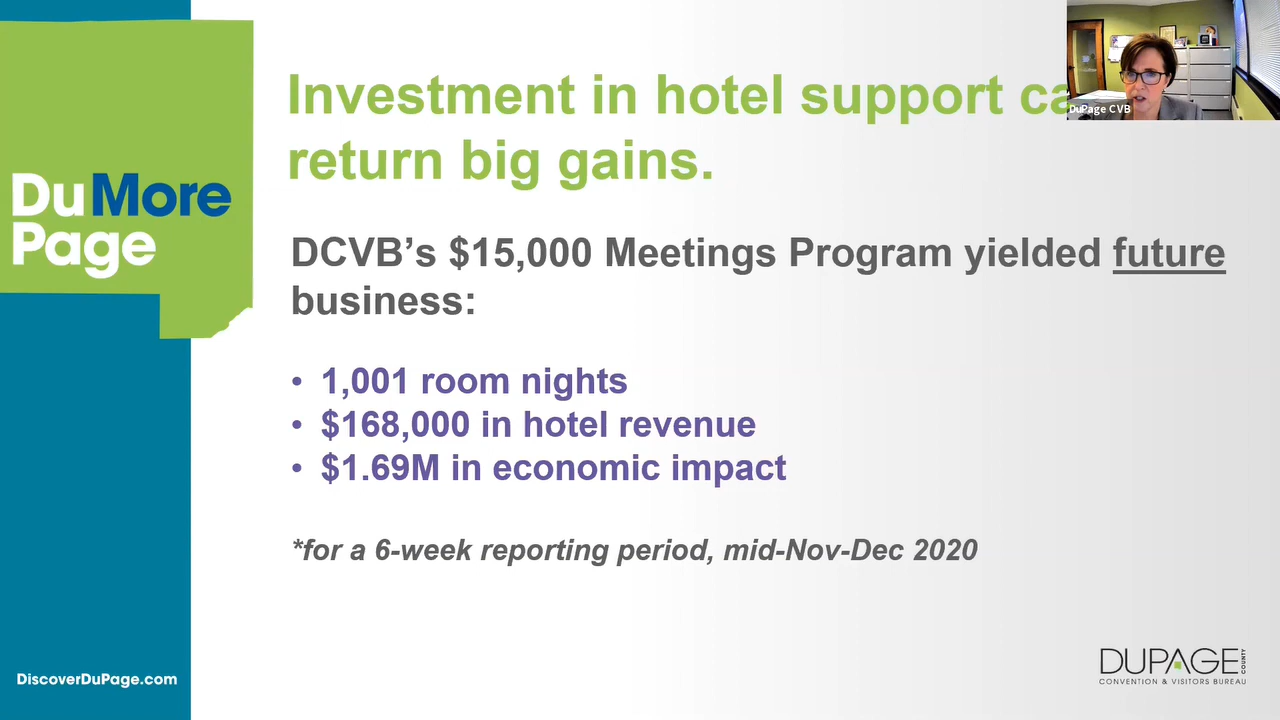 Investment in hotel support
return big gains.
DuPage CVB
DuMore
Page
DCVB’s $15,000 Meetings Program yielded future
business:
• 1,001 room nights
• $168,000 in hotel revenue
• $1.69M in economic impact
*for a 6-week reporting period, mid-Nov-Dec 2020
DiscoverDuPage.com
DUPAGE
COUNTY
CONVENTION & VISITORS BUREAU